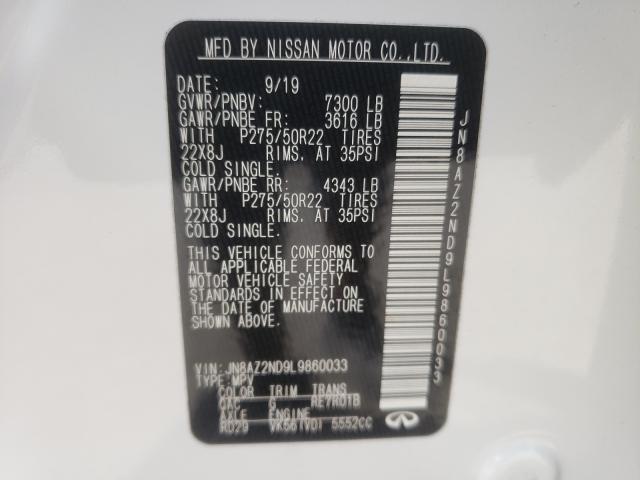 MFD BY NISSAN MOTOR CO.,LTD.
DATE: 9/19
GVWR/PNBV: 7300 LB
GAWR/PNBE FR: 3616 LB
WITH P275/50R22 TIRES
22X8J RIMS. AT 35PSI
COLD SINGLE.
GAWR/PNBE RR: 4343 LB
WITH P275/50R22 TIRES
22X8J RIMS. AT 35PSI
COLD SINGLE.
THIS VEHICLE CONFORMS TO
ALL APPLICABLE FEDERAL
MOTOR VEHICLE SAFETY
STANDARDS IN EFFECT ON
THE DATE OF MANUFACTURE
SHOWN ABOVE.
VIN: JN8AZ2ND9L9860033
TYPE: MPV
COLOR TRIM TRANS
QAC G RE7R01B
AXLE ENGINE
RD29 VK561VDI 5552CC
JN8AZ2ND9L9860033